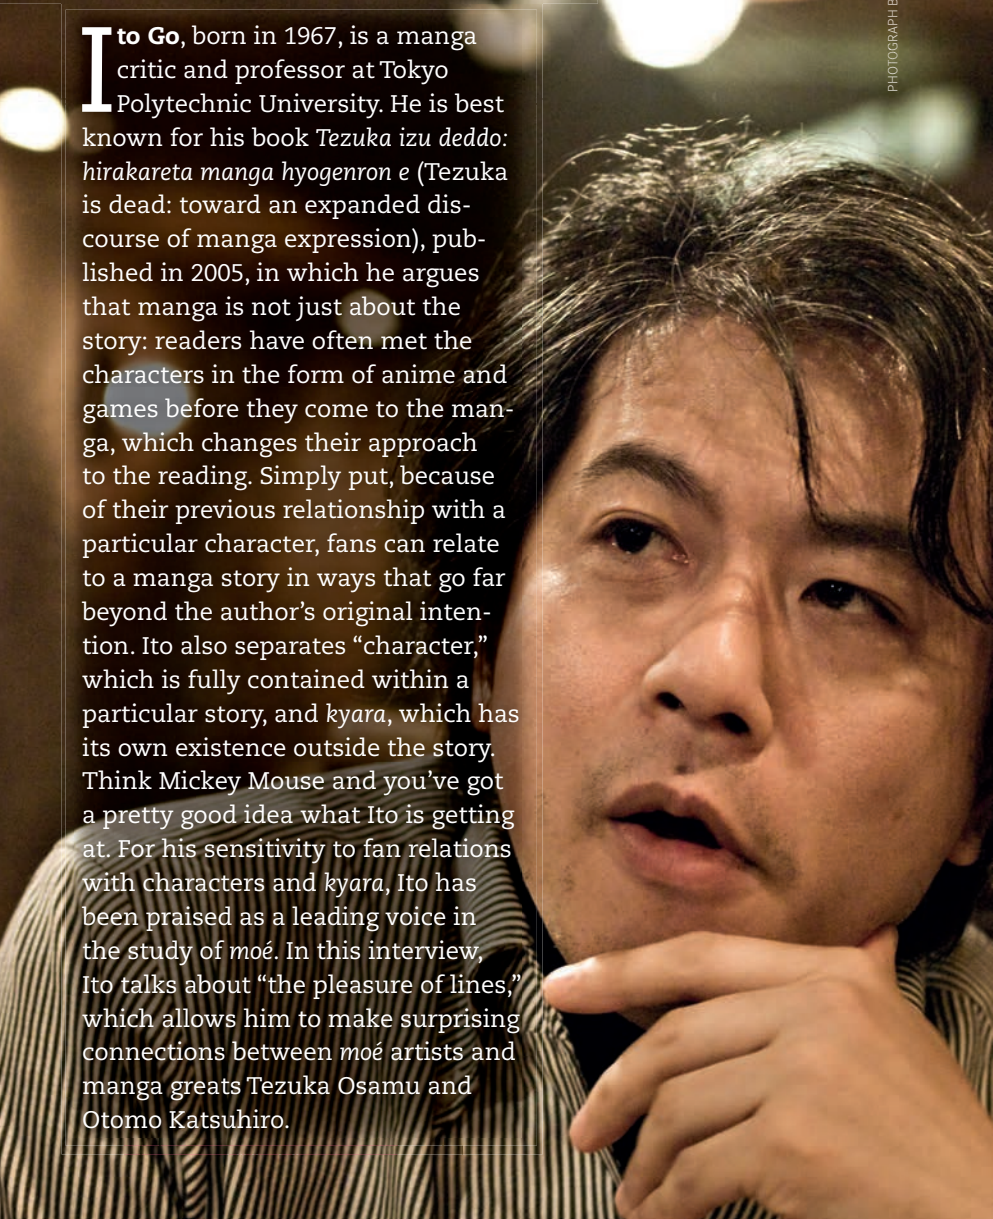 Ito Go, born in 1967, is a manga
critic and professor at Tokyo
Polytechnic University. He is best
known for his book Tezuka izu deddo:
hirakareta manga hyogenron e (Tezuka
is dead: toward an expanded dis-
course of manga expression), pub-
lished in 2005, in which he argues
that manga is not just about the
story: readers have often met the
characters in the form of anime and
games before they come to the man-
ga, which changes their approach
to the reading. Simply put, because
of their previous relationship with a
particular character, fans can relate
to a manga story in ways that go far
beyond the author’s original inten-
tion. Ito also separates “character,”
which is fully contained within a
particular story, and kyara, which has
its own existence outside the story.
Think Mickey Mouse and you’ve got
a pretty good idea what Ito is getting
at. For his sensitivity to fan relations
with characters and kyara, Ito has
been praised as a leading voice in
the study of moé. In this interview,
Ito talks about “the pleasure of lines,”
which allows him to make surprising
connections between moé artists and
manga greats Tezuka Osamu and
Otomo Katsuhiro.
PHOTOGRAPH B